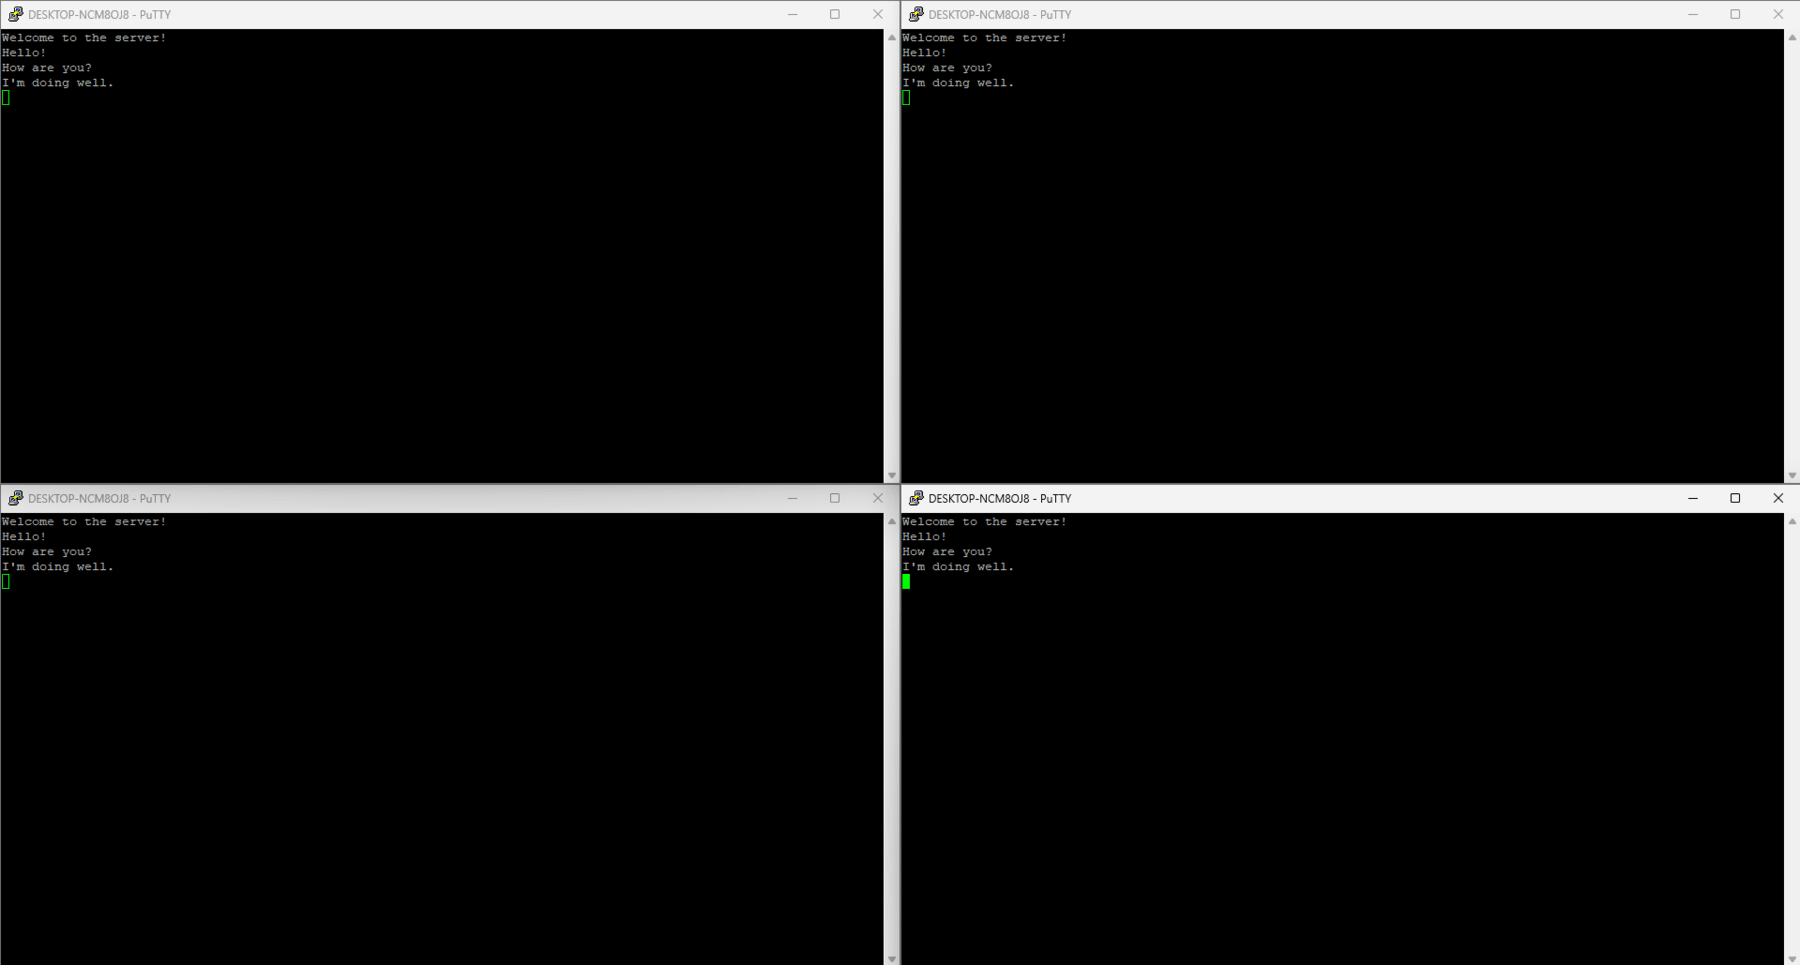 DESKTOP-NCM8OJ8 - PuTTY
Welcome to the server!
Hello!
How are you?
I'm doing well.
DESKTOP-NCM8OJ8 - PuTTY
Welcome to the server!
Hello!
How are you?
I'm doing well.
DESKTOP-NCM8OJ8 - PuTTY
Welcome to the server!
Hello!
How are you?
I'm doing well.
DESKTOP-NCM8OJ8 - PuTTY
Welcome to the server!
Hello!
How are you?
I'm doing well.